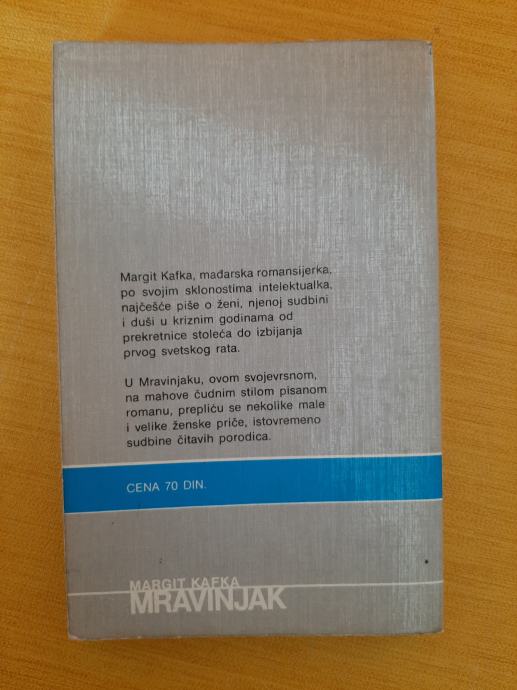 Margit Kafka, mađarska romansijerka,
po svojim sklonostima intelektualka,
najčešće piše o ženi, njenoj sudbini
i duši u kriznim godinama od
prekretnice stoleća do izbijanja
prvog svetskog rata.
U Mravinjaku, ovom svojevrsnom,
na mahove čudnim stilom pisanom
romanu, prepliću se nekolike male
i velike ženske priče, istovremeno
sudbine čitavih porodica.
CENA 70 DIN.
MARGIT KAFKA
MRAVINJAK